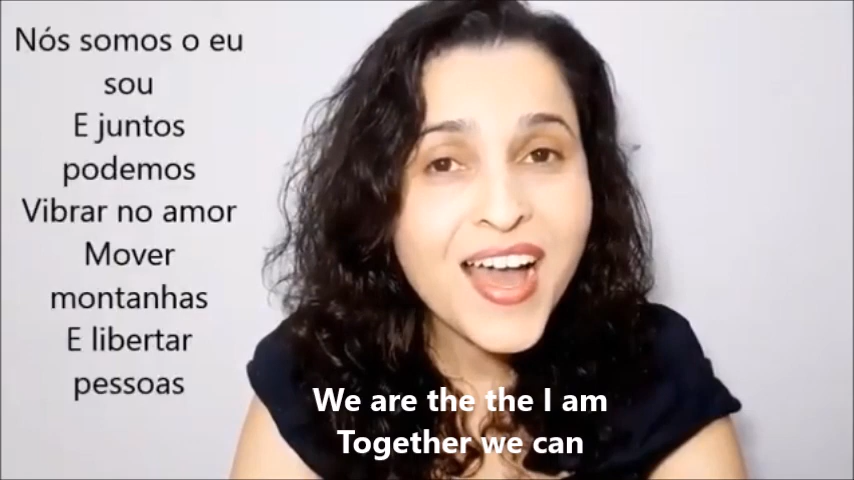 Nós somos o eu
sou
E juntos
podemos
Vibrar no amor
Mover
montanhas
E libertar
pessoas
We are the the I am
Together we can